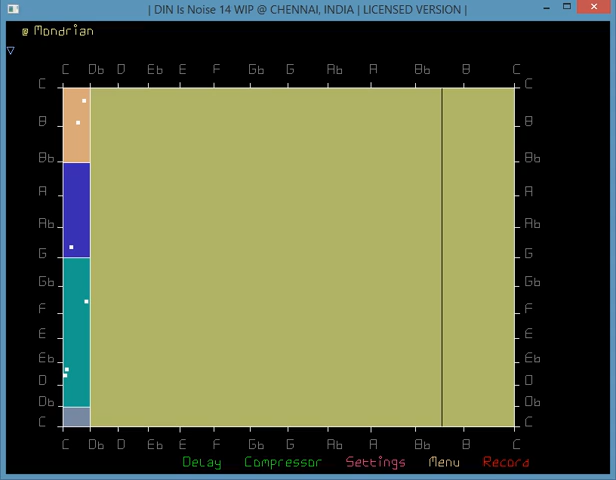 | DIN Is Noise 14 WIP @ CHENNAI, INDIA | LICENSED VERSION |
@ Mondrian
C Db D Eb E F Gb G Ab A Bb B C
C C
B B
Bb Bb
A A
Ab Ab
G G
Gb Gb
F F
E E
Eb Eb
D D
Db Db
C C
C Db D Eb E F Gb G Ab A Bb B C
Delay Compressor Settings Menu Record